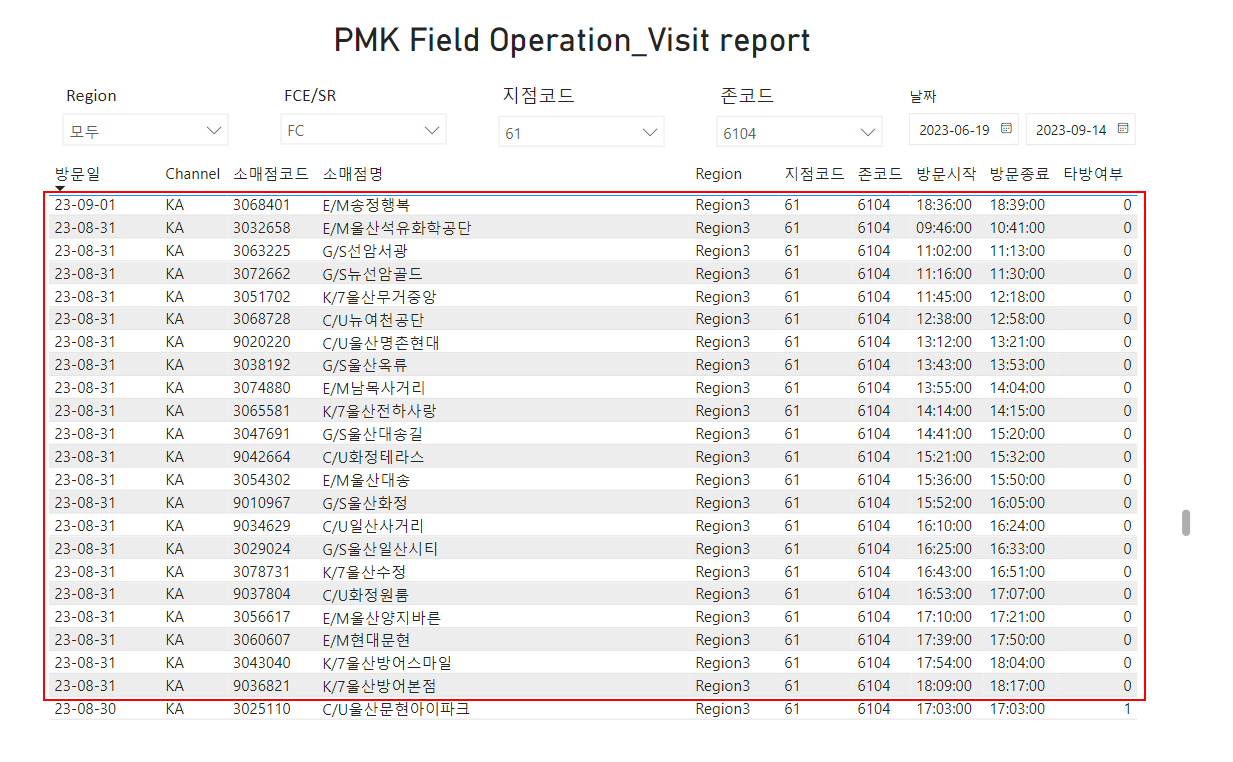 PMK Field Operation_Visit report
Region FCE/SR 지점코드 존코드 날짜
모두 FC 61 6104 2023-06-19 2023-09-14
방문일 Channel 소매점코드 소매점명 Region 지점코드 존코드 방문시작 방문종료 타방여부
23-09-01 KA 3068401 E/M송정행복 Region3 61 6104 18:36:00 18:39:00 0
23-08-31 KA 3032658 E/M울산석유화학공단 Region3 61 6104 09:46:00 10:41:00 0
23-08-31 KA 3063225 G/S선암서광 Region3 61 6104 11:02:00 11:13:00 0
23-08-31 KA 3072662 G/S뉴선암골드 Region3 61 6104 11:16:00 11:30:00 0
23-08-31 KA 3051702 K/7울산무거중앙 Region3 61 6104 11:45:00 12:18:00 0
23-08-31 KA 3068728 C/U뉴여천공단 Region3 61 6104 12:38:00 12:58:00 0
23-08-31 KA 9020220 C/U울산명촌현대 Region3 61 6104 13:12:00 13:21:00 0
23-08-31 KA 3038192 G/S울산옥류 Region3 61 6104 13:43:00 13:53:00 0
23-08-31 KA 3074880 E/M남목사거리 Region3 61 6104 13:55:00 14:04:00 0
23-08-31 KA 3065581 K/7울산전하사랑 Region3 61 6104 14:14:00 14:15:00 0
23-08-31 KA 3047691 G/S울산대송길 Region3 61 6104 14:41:00 15:20:00 0
23-08-31 KA 9042664 C/U화정테라스 Region3 61 6104 15:21:00 15:32:00 0
23-08-31 KA 3054302 E/M울산대송 Region3 61 6104 15:36:00 15:50:00 0
23-08-31 KA 9010967 G/S울산화정 Region3 61 6104 15:52:00 16:05:00 0
23-08-31 KA 9034629 C/U일산사거리 Region3 61 6104 16:10:00 16:24:00 0
23-08-31 KA 3029024 G/S울산일산시티 Region3 61 6104 16:25:00 16:33:00 0
23-08-31 KA 3078731 K/7울산수정 Region3 61 6104 16:43:00 16:51:00 0
23-08-31 KA 9037804 C/U화정원룸 Region3 61 6104 16:53:00 17:07:00 0
23-08-31 KA 3056617 E/M울산양지바른 Region3 61 6104 17:10:00 17:21:00 0
23-08-31 KA 3060607 E/M현대문현 Region3 61 6104 17:39:00 17:50:00 0
23-08-31 KA 3043040 K/7울산방어스마일 Region3 61 6104 17:54:00 18:04:00 0
23-08-31 KA 9036821 K/7울산방어본점 Region3 61 6104 18:09:00 18:17:00 0
23-08-30 KA 3025110 C/U울산문현아이파크 Region3 61 6104 17:03:00 17:03:00 1